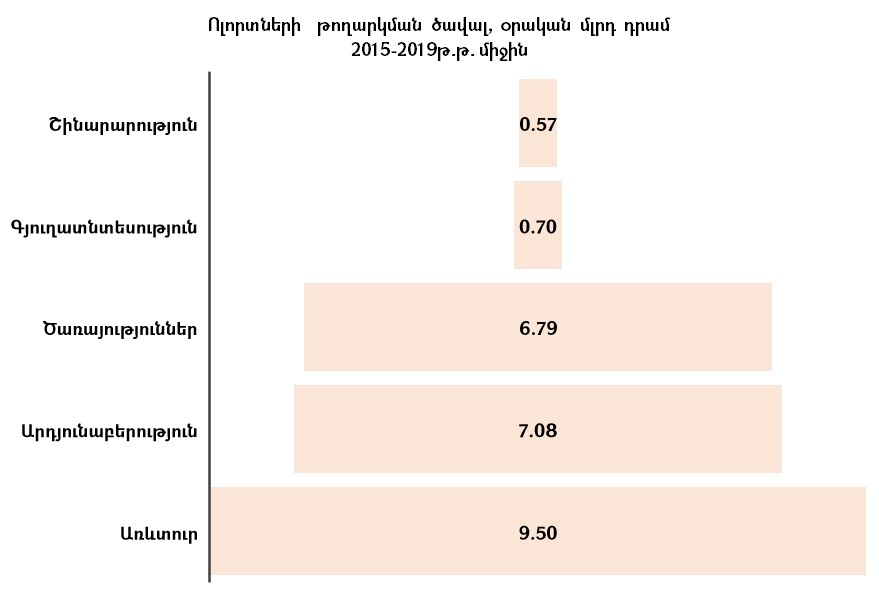 Ոլորտների թողարկման ծավալ, օրական մլրդ դրամ
2015-2019թ.թ. միջին
Շինարարություն
0.57
Գյուղատնտեսություն
0.70
Ծառայություններ
6.79
Արդյունաբերություն
7.08
Առևտուր
9.50